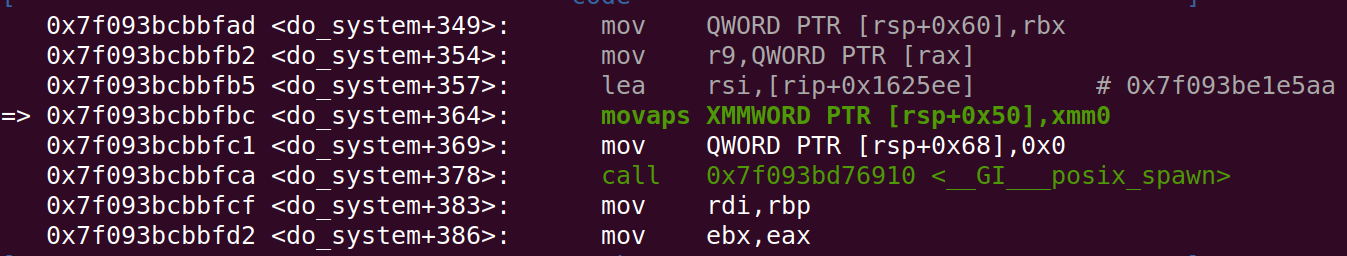 [ code ]
0x7f093bcbbfad <do_system+349>: mov QWORD PTR [rsp+0x60],rbx
0x7f093bcbbfb2 <do_system+354>: mov r9,QWORD PTR [rax]
0x7f093bcbbfb5 <do_system+357>: lea rsi,[rip+0x1625ee] # 0x7f093be1e5aa
=> 0x7f093bcbbfbc <do_system+364>: movaps XMMWORD PTR [rsp+0x50],xmm0
0x7f093bcbbfc1 <do_system+369>: mov QWORD PTR [rsp+0x68],0x0
0x7f093bcbbfca <do_system+378>: call 0x7f093bd76910 <__GI___posix_spawn>
0x7f093bcbbfcf <do_system+383>: mov rdi,rbp
0x7f093bcbbfd2 <do_system+386>: mov ebx,eax